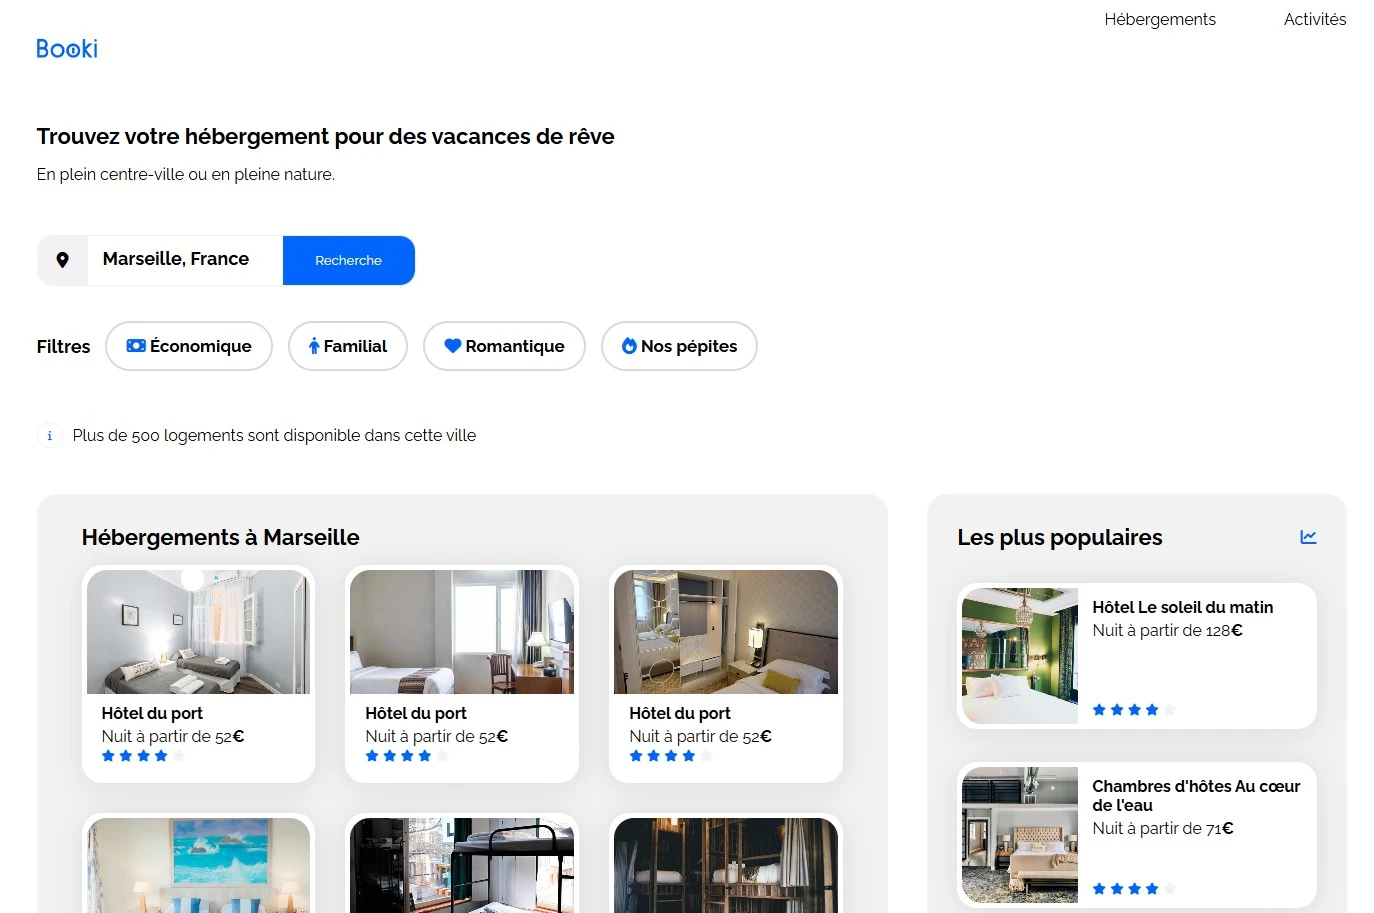 Hébergements
Activités
Booki
Trouvez votre hébergement pour des vacances de rêve
En plein centre-ville ou en pleine nature.
Marseille, France
Recherche
Filtres
Économique
Familial
Romantique
Nos pépites
i
Plus de 500 logements sont disponible dans cette ville
Hébergements à Marseille
Hôtel du port
Nuit à partir de 52€
Hôtel du port
Nuit à partir de 52€
Hôtel du port
Nuit à partir de 52€
Les plus populaires
Hôtel Le soleil du matin
Nuit à partir de 128€
Chambres d'hôtes Au cœur
de l'eau
Nuit à partir de 71€